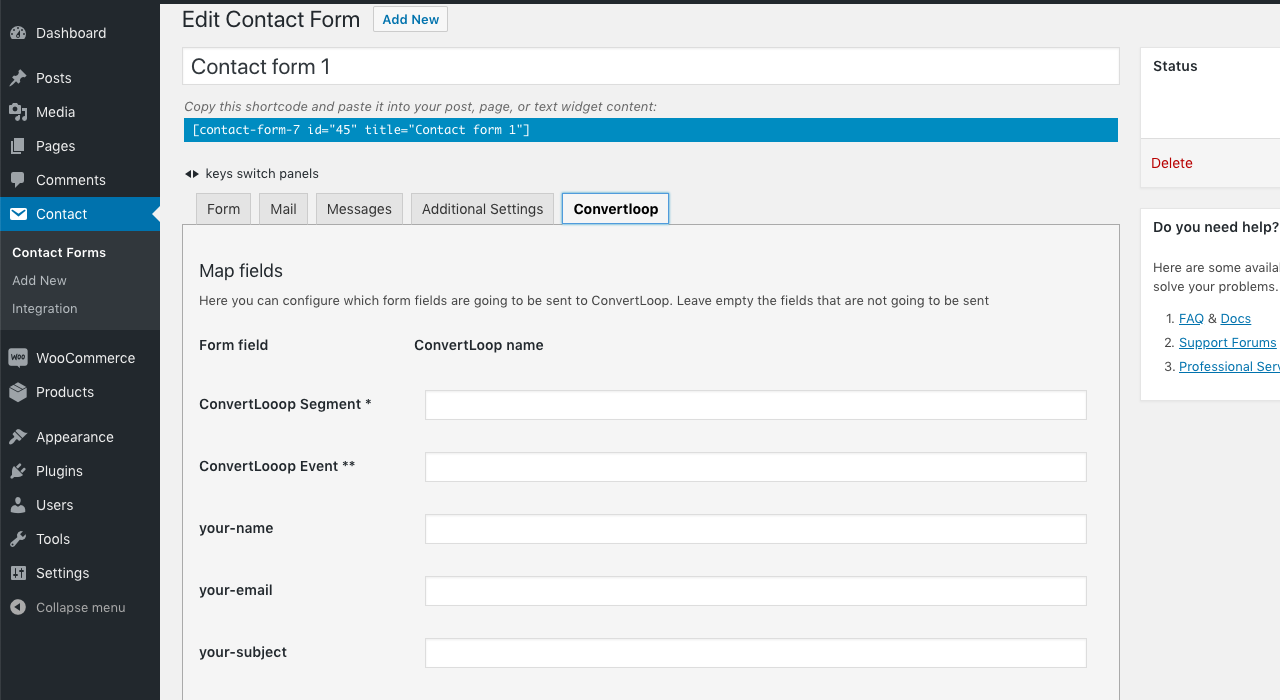 Dashboard
Posts
Media
Pages
Comments
Contact
Contact Forms
Add New
Integration
WooCommerce
Products
Appearance
Plugins
Users
Tools
Settings
Collapse menu
Edit Contact Form
Add New
Contact form 1
Copy this shortcode and paste it into your post, page, or text widget content:
[contact-form-7 id="45" title="Contact form 1"]
keys switch panels
Form
Mail
Messages
Additional Settings
Convertloop
Map fields
Here you can configure which form fields are going to be sent to ConvertLoop. Leave empty the fields that are not going to be sent
Form field
ConvertLoop name
ConvertLooop Segment *
ConvertLooop Event **
your-name
your-email
your-subject
Status
Delete
Do you need help?
Here are some availa
solve your problems.
1. FAQ & Docs
2. Support Forums
3. Professional Serv